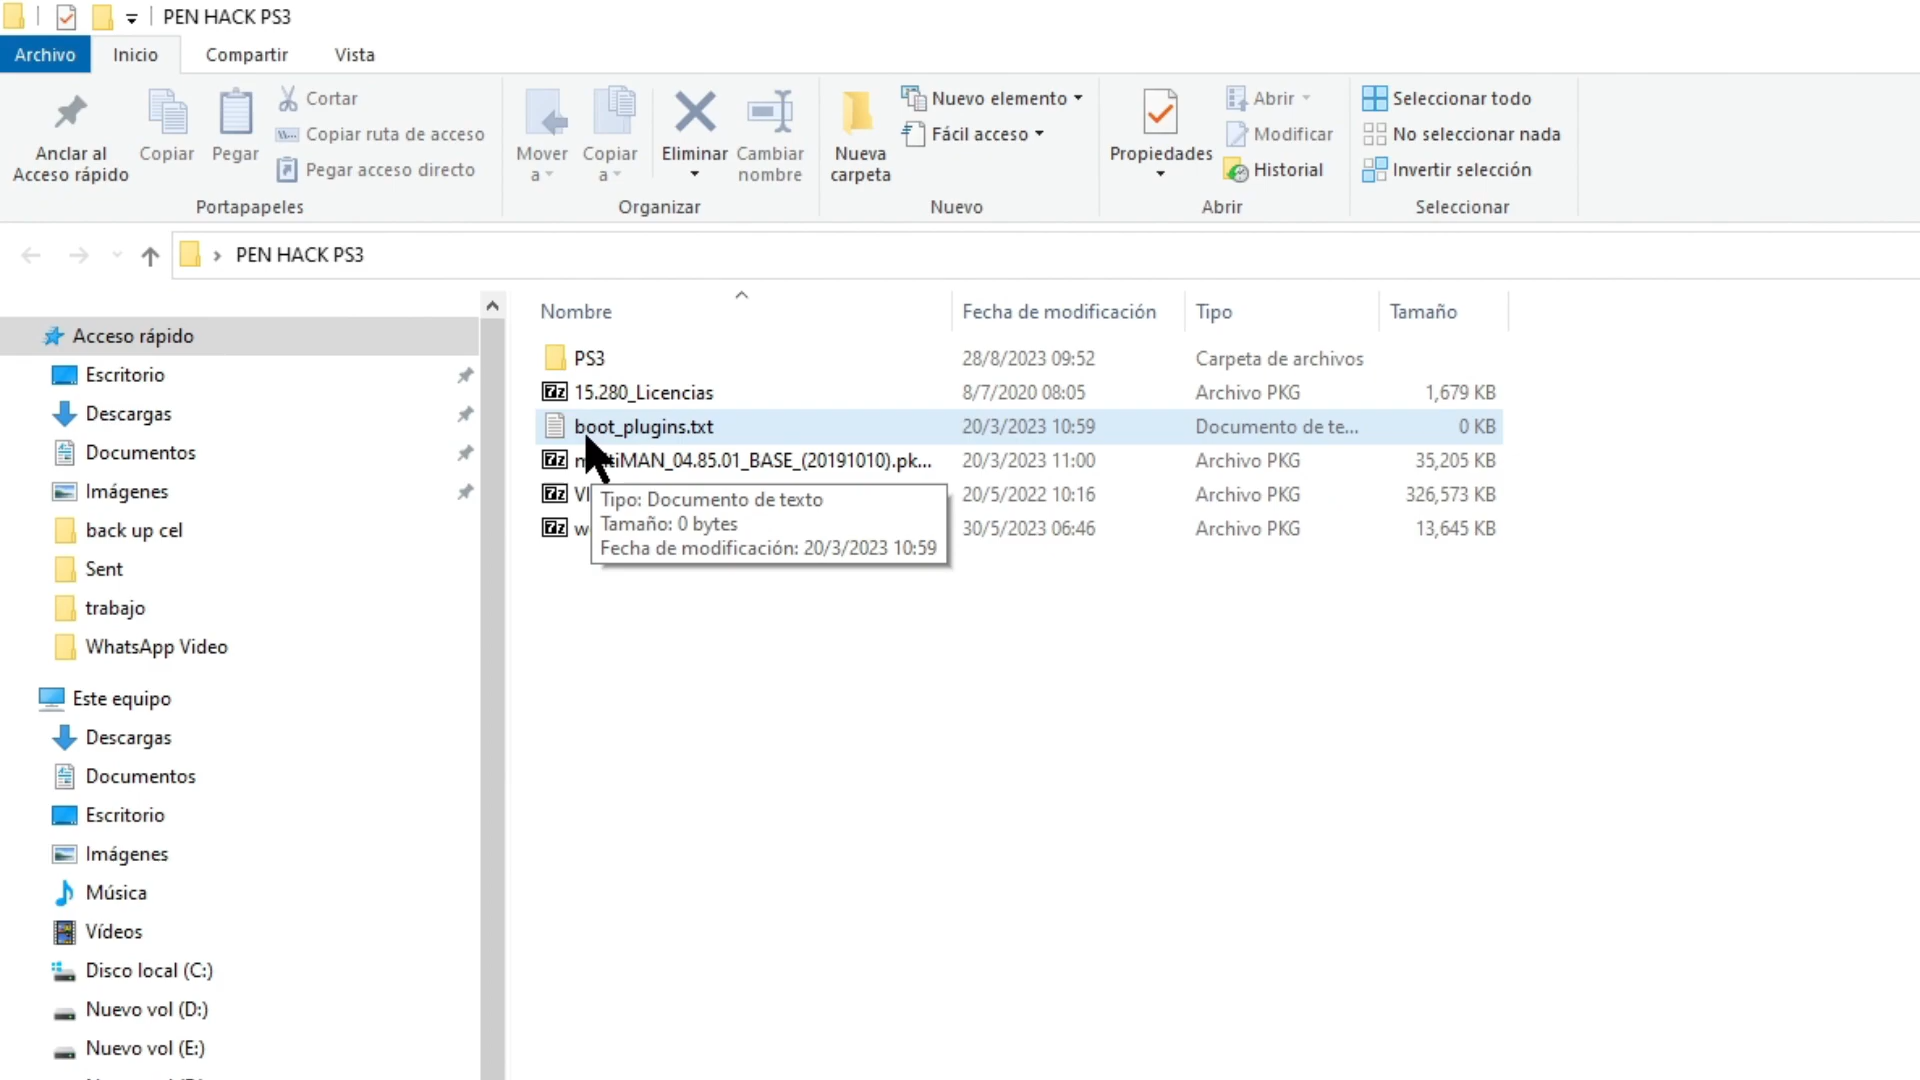 PEN HACK PS3
Archivo Inicio Compartir Vista
Anclar al Acceso rápido
Copiar
Pegar
Cortar
Copiar ruta de acceso
Pegar acceso directo
Portapapeles
Mover a
Copiar a
Eliminar
Cambiar nombre
Organizar
Nueva carpeta
Nuevo elemento
Fácil acceso
Nuevo
Propiedades
Abrir
Modificar
Historial
Abrir
Seleccionar todo
No seleccionar nada
Invertir selección
Seleccionar
PEN HACK PS3
Acceso rápido
Escritorio
Descargas
Documentos
Imágenes
back up cel
Sent
trabajo
WhatsApp Video
Este equipo
Descargas
Documentos
Escritorio
Imágenes
Música
Vídeos
Disco local (C:)
Nuevo vol (D:)
Nuevo vol (E:)
Nombre Fecha de modificación Tipo Tamaño
PS3 28/8/2023 09:52 Carpeta de archivos
15.280_Licencias 8/7/2020 08:05 Archivo PKG 1,679 KB
boot_plugins.txt 20/3/2023 10:59 Documento de te... 0 KB
iMAN_04.85.01_BASE_(20191010).pk... 20/3/2023 11:00 Archivo PKG 35,205 KB
20/5/2022 10:16 Archivo PKG 326,573 KB
30/5/2023 06:46 Archivo PKG 13,645 KB
Tipo: Documento de texto
Tamaño: 0 bytes
Fecha de modificación: 20/3/2023 10:59